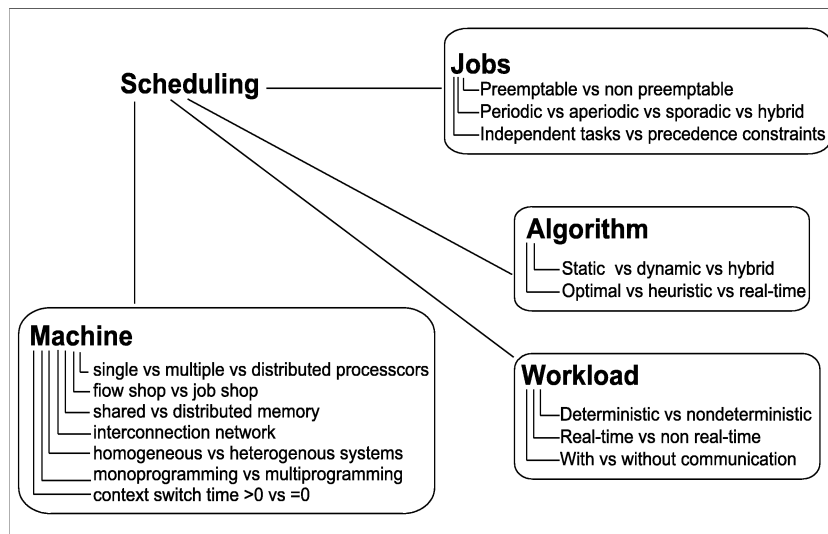 Scheduling
Jobs
Preemptable vs non preemptable
Periodic vs aperiodic vs sporadic vs hybrid
Independent tasks vs precedence constraints
Algorithm
Static vs dynamic vs hybrid
Optimal vs heuristic vs real-time
Machine
single vs multiple vs distributed processcors
fiow shop vs job shop
shared vs distributed memory
interconnection network
homogeneous vs heterogenous systems
monoprogramming vs multiprogramming
context switch time >0 vs =0
Workload
Deterministic vs nondeterministic
Real-time vs non real-time
With vs without communication